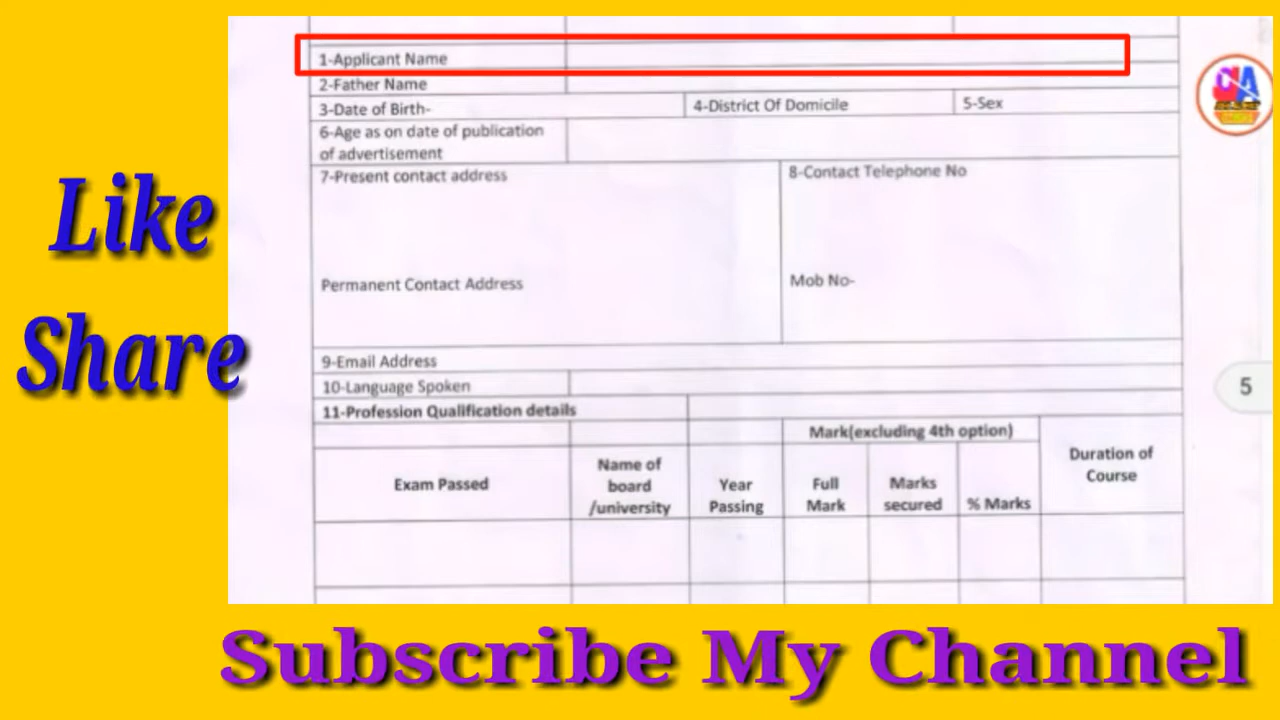 1-Applicant Name
2-Father Name
3-Date of Birth-
4-District Of Domicile
5-Sex
6-Age as on date of publication
of advertisement
7-Present contact address
8-Contact Telephone No
Permanent Contact Address
Mob No-
9-Email Address
10-Language Spoken
11-Profession Qualification details
Mark(excluding 4th option)
Exam Passed
Name of
board
/university
Year
Passing
Full
Mark
Marks
secured
% Marks
Duration of
Course
Like
Share
5
Subscribe My Channel